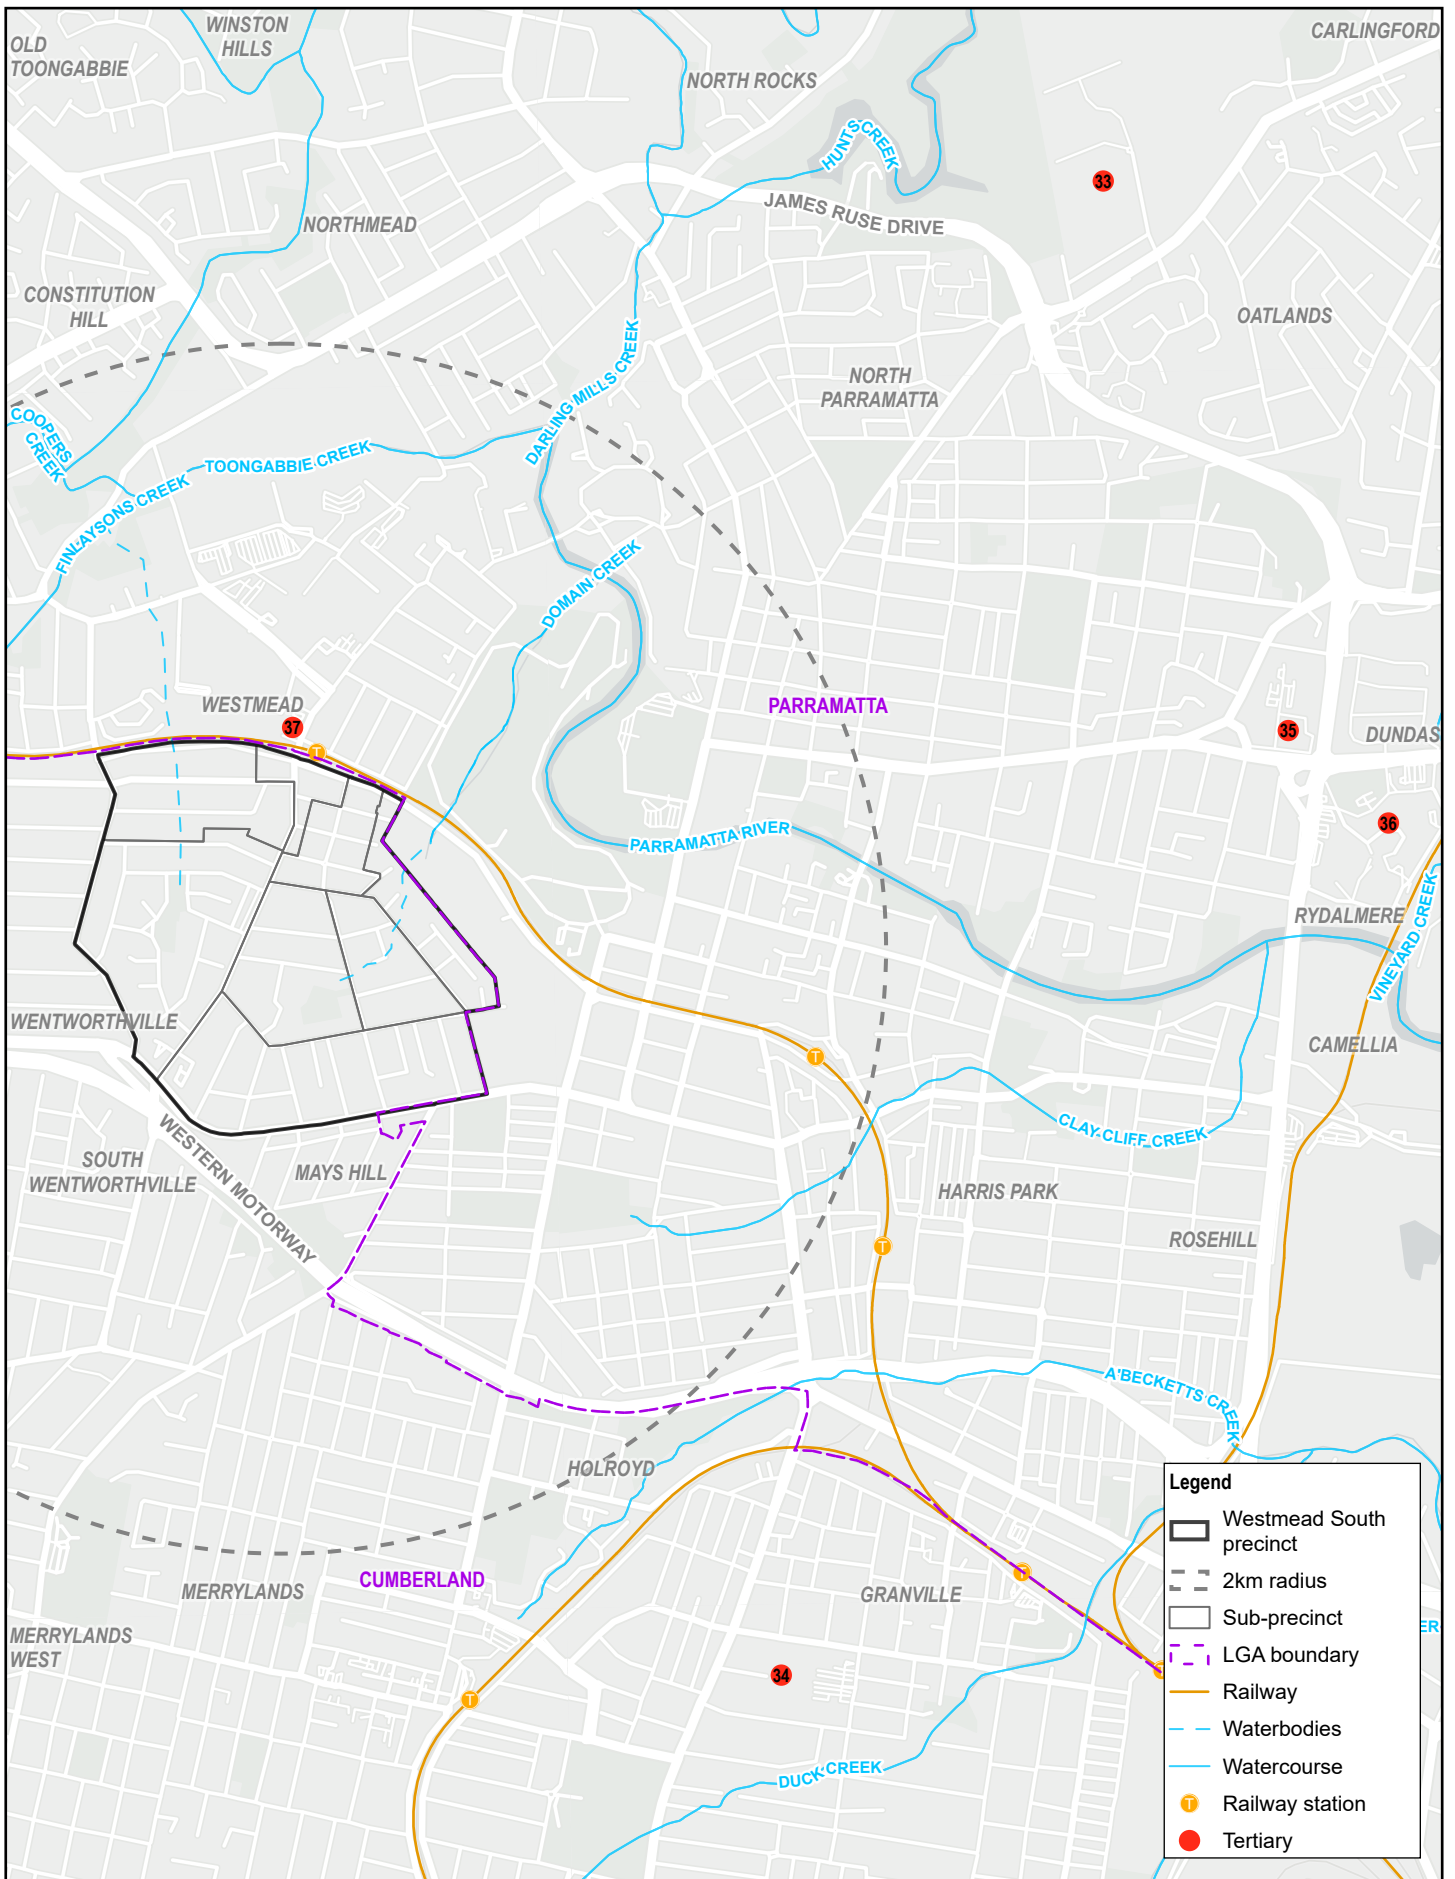 WINSTON
HILLS
OLD
TOONGABBIE
CARLINGFORD
NORTH ROCKS
HUNTS CREEK
33
JAMES RUSE DRIVE
NORTHMEAD
CONSTITUTION
HILL
OATLANDS
DARLING MILLS CREEK
NORTH
PARRAMATTA
COOPERS
CREEK
TOONGABBIE CREEK
FINLAYSONS CREEK
DOMAIN CREEK
WESTMEAD
37
T
PARRAMATTA
35
DUNDAS
36
PARRAMATTA RIVER
VINEYARD CREEK
RYDALMERE
WENTWORTHVILLE
CAMELLIA
T
CLAY CLIFF CREEK
WESTERN MOTORWAY
SOUTH
WENTWORTHVILLE
MAYS HILL
HARRIS PARK
ROSEHILL
T
A'BECKETTS CREEK
HOLROYD
CUMBERLAND
MERRYLANDS
GRANVILLE
T
MERRYLANDS
WEST
ER
34
T
DUCK CREEK
Legend
Westmead South
precinct
2km radius
Sub-precinct
LGA boundary
Railway
Waterbodies
Watercourse
T
Railway station
Tertiary